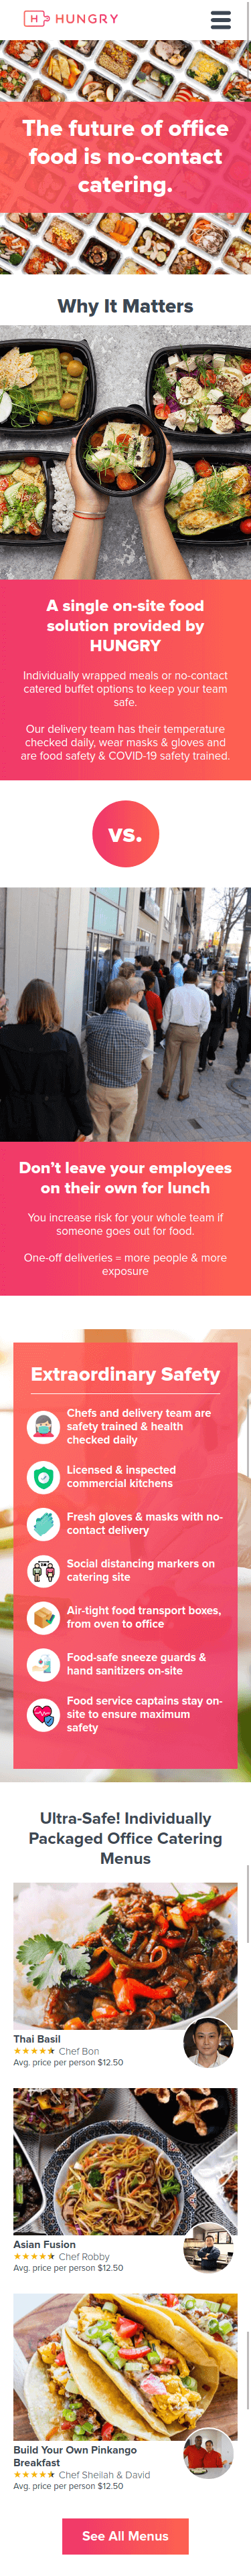 H HUNGRY
The future of office
food is no-contact
catering.
Why It Matters
A single on-site food
solution provided by
HUNGRY
Individually wrapped meals or no-contact
catered buffet options to keep your team
safe.
Our delivery team has their temperature
checked daily, wear masks & gloves and
are food safety & COVID-19 safety trained.
vs.
Don't leave your employees
on their own for lunch
You increase risk for your whole team if
someone goes out for food.
One-off deliveries = more people & more
exposure
Extraordinary Safety
Chefs and delivery team are
safety trained & health
checked daily
Licensed & inspected
commercial kitchens
Fresh gloves & masks with no-
contact delivery
Social distancing markers on
catering site
Air-tight food transport boxes,
from oven to office
Food-safe sneeze guards &
hand sanitizers on-site
Food service captains stay on-
site to ensure maximum
safety
Ultra-Safe! Individually
Packaged Office Catering
Menus
Thai Basil
Chef Bon
Avg. price per person $12.50
Asian Fusion
Chef Robby
Avg. price per person $12.50
Build Your Own Pinkango
Breakfast
Chef Sheilah & David
Avg. price per person $12.50
See All Menus